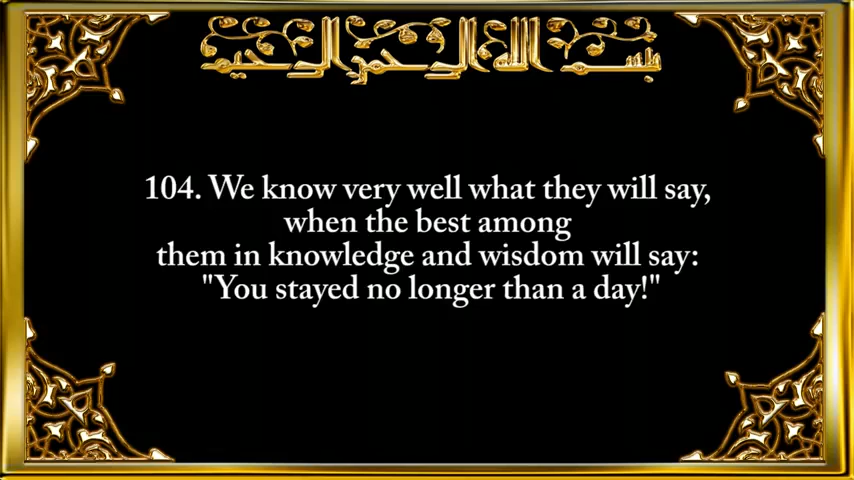 بسم الله الرحمن الرحيم
104. We know very well what they will say,
when the best among
them in knowledge and wisdom will say:
"You stayed no longer than a day!"